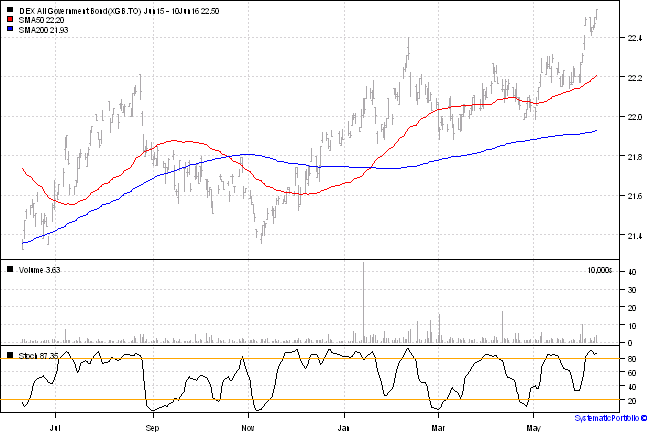 DEX All Government Bond(XGB.TO) Jun15 - 10Jun16 22.50
SMA50 22.20
SMA200 21.93
22.4
22.2
22.0
21.8
21.6
21.4
Volume 3.63
10,000s
40
30
20
10
0
Stoch 87.35
80
60
40
20
Jul
Sep
Nov
Jan
Mar
May
SystematicPortfolio ©